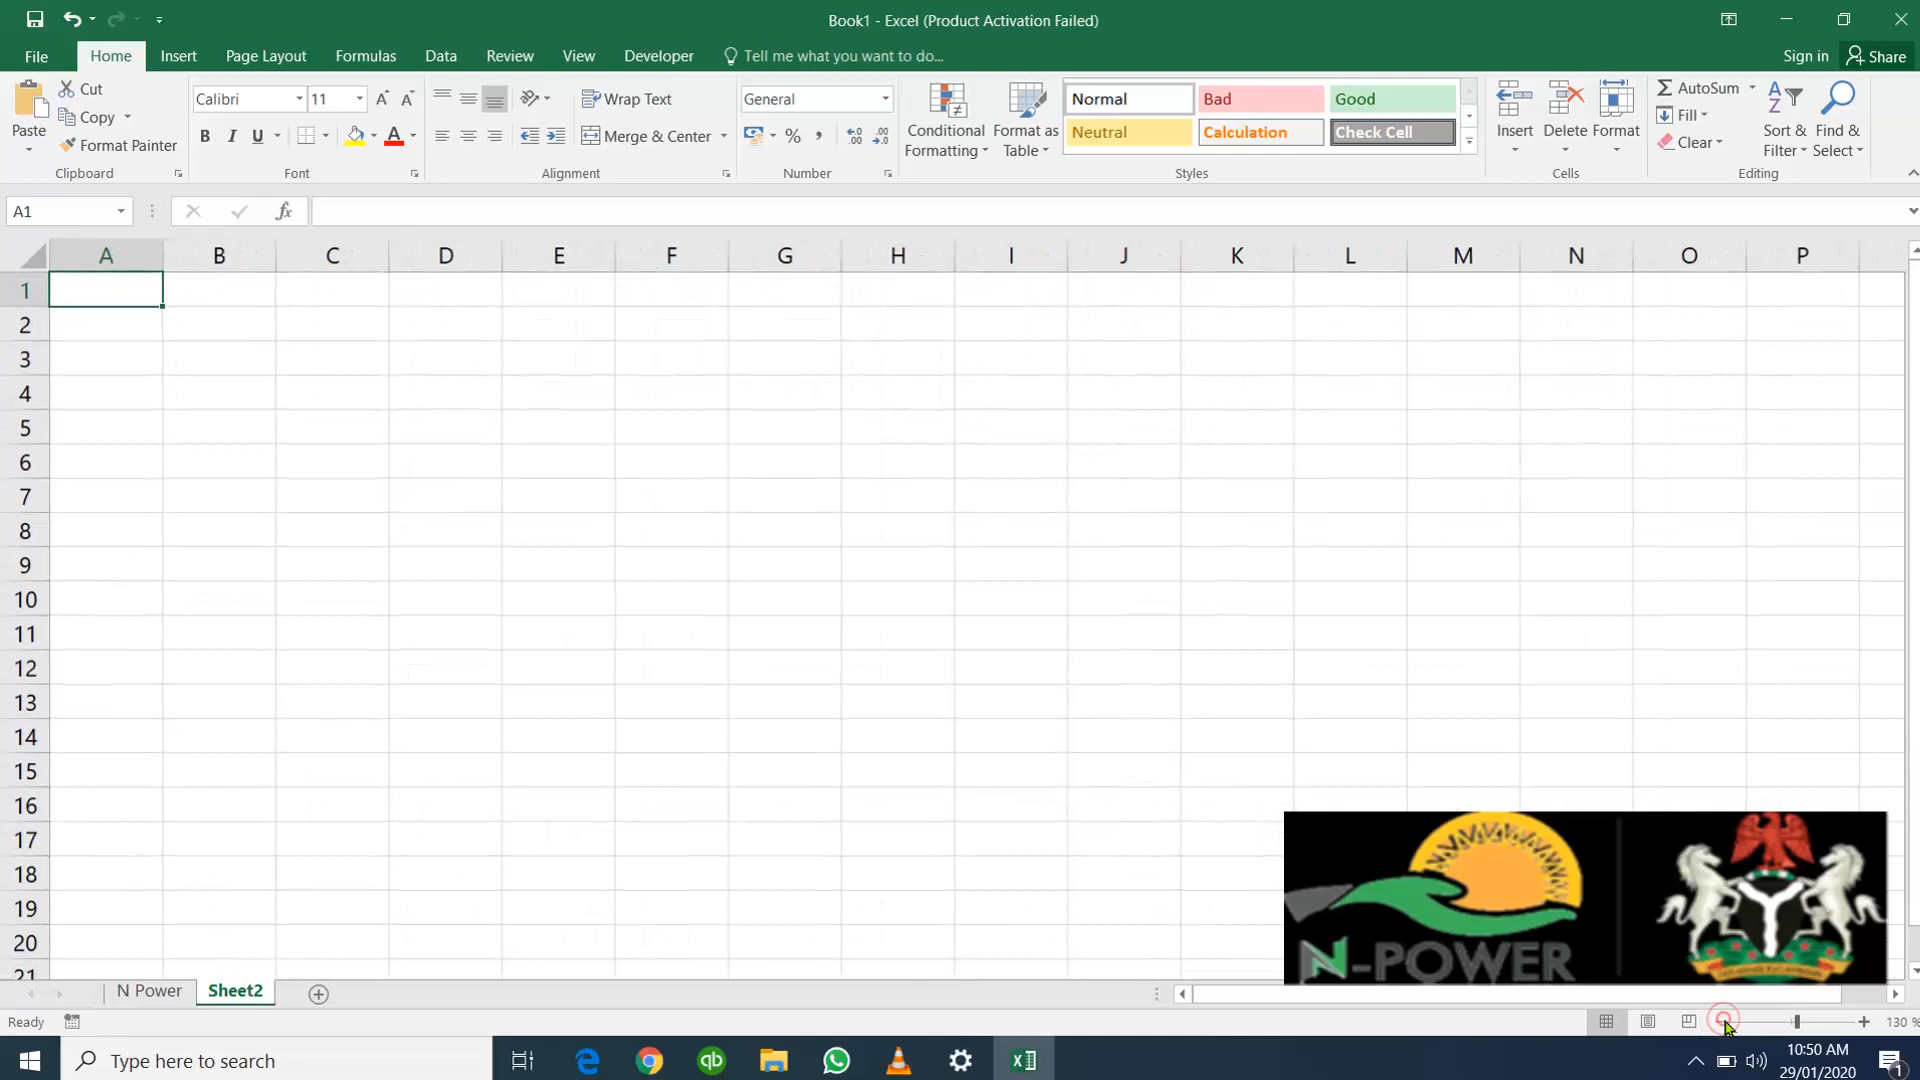 Book1 - Excel (Product Activation Failed)
File Home Insert Page Layout Formulas Data Review View Developer Tell me what you want to do... Sign in Share
Paste Cut Copy Format Painter Clipboard
Calibri 11 B I U A Font
Wrap Text Merge & Center Alignment
General % , Number
Conditional Formatting Format as Table
Normal Bad Good
Neutral Calculation Check Cell
Styles
Insert Delete Format Cells
AutoSum Fill Clear Sort & Filter Find & Select Editing
A1 fx
A B C D E F G H I J K L M N O P
1
2
3
4
5
6
7
8
9
10
11
12
13
14
15
16
17
18
19
20
21
N-POWER
N Power Sheet2
Ready 130 %
Type here to search
10:50 AM
29/01/2020
1